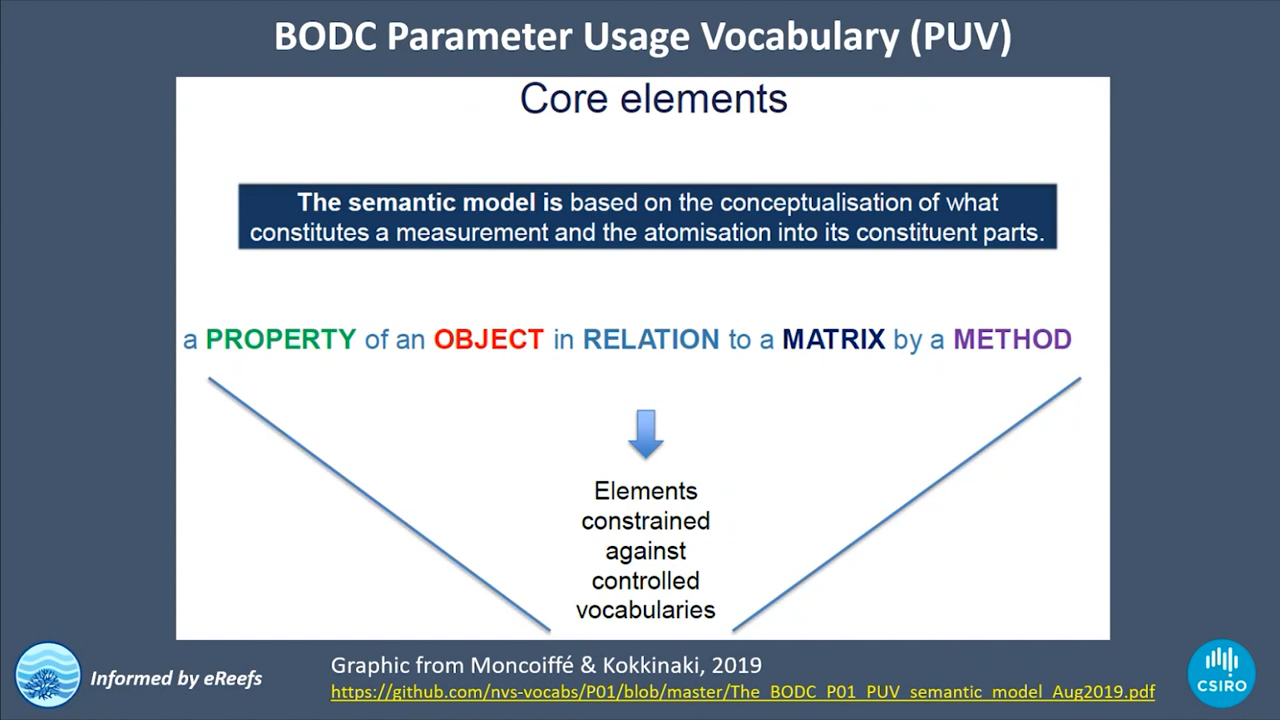 BODC Parameter Usage Vocabulary (PUV)
Core elements
The semantic model is based on the conceptualisation of what
constitutes a measurement and the atomisation into its constituent parts.
a PROPERTY of an OBJECT in RELATION to a MATRIX by a METHOD
Elements
constrained
against
controlled
vocabularies
Informed by eReefs
Graphic from Moncoiffé & Kokkinaki, 2019
https://github.com/nvs-vocabs/P01/blob/master/The_BODC_P01_PUV_semantic_model_Aug2019.pdf
CSIRO